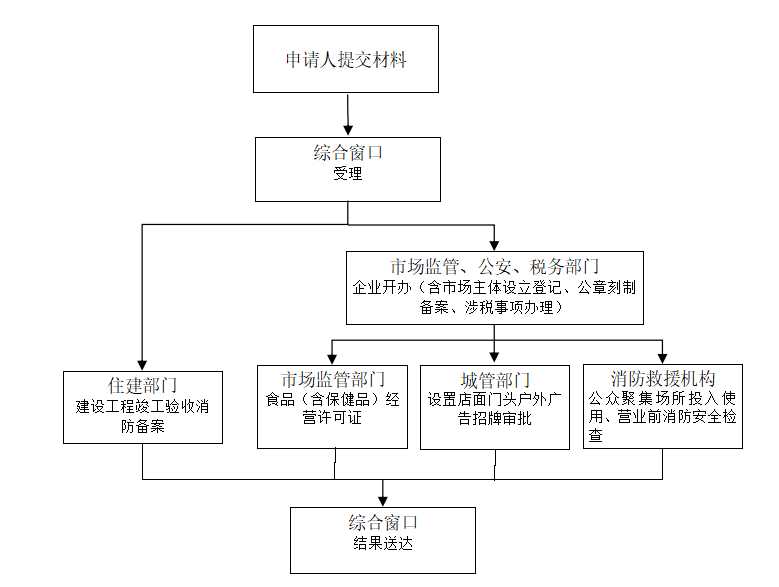 申请人提交材料
综合窗口
受理
市场监管、公安、税务部门
企业开办（含市场主体设立登记、公章刻制
备案、涉税事项办理）
住建部门
建设工程竣工验收消
防备案
市场监管部门
食品（含保健品）经
营许可证
城管部门
设置店面门头户外广
告招牌审批
消防救援机构
公众聚集场所投入使
用、营业前消防安全检
查
综合窗口
结果送达